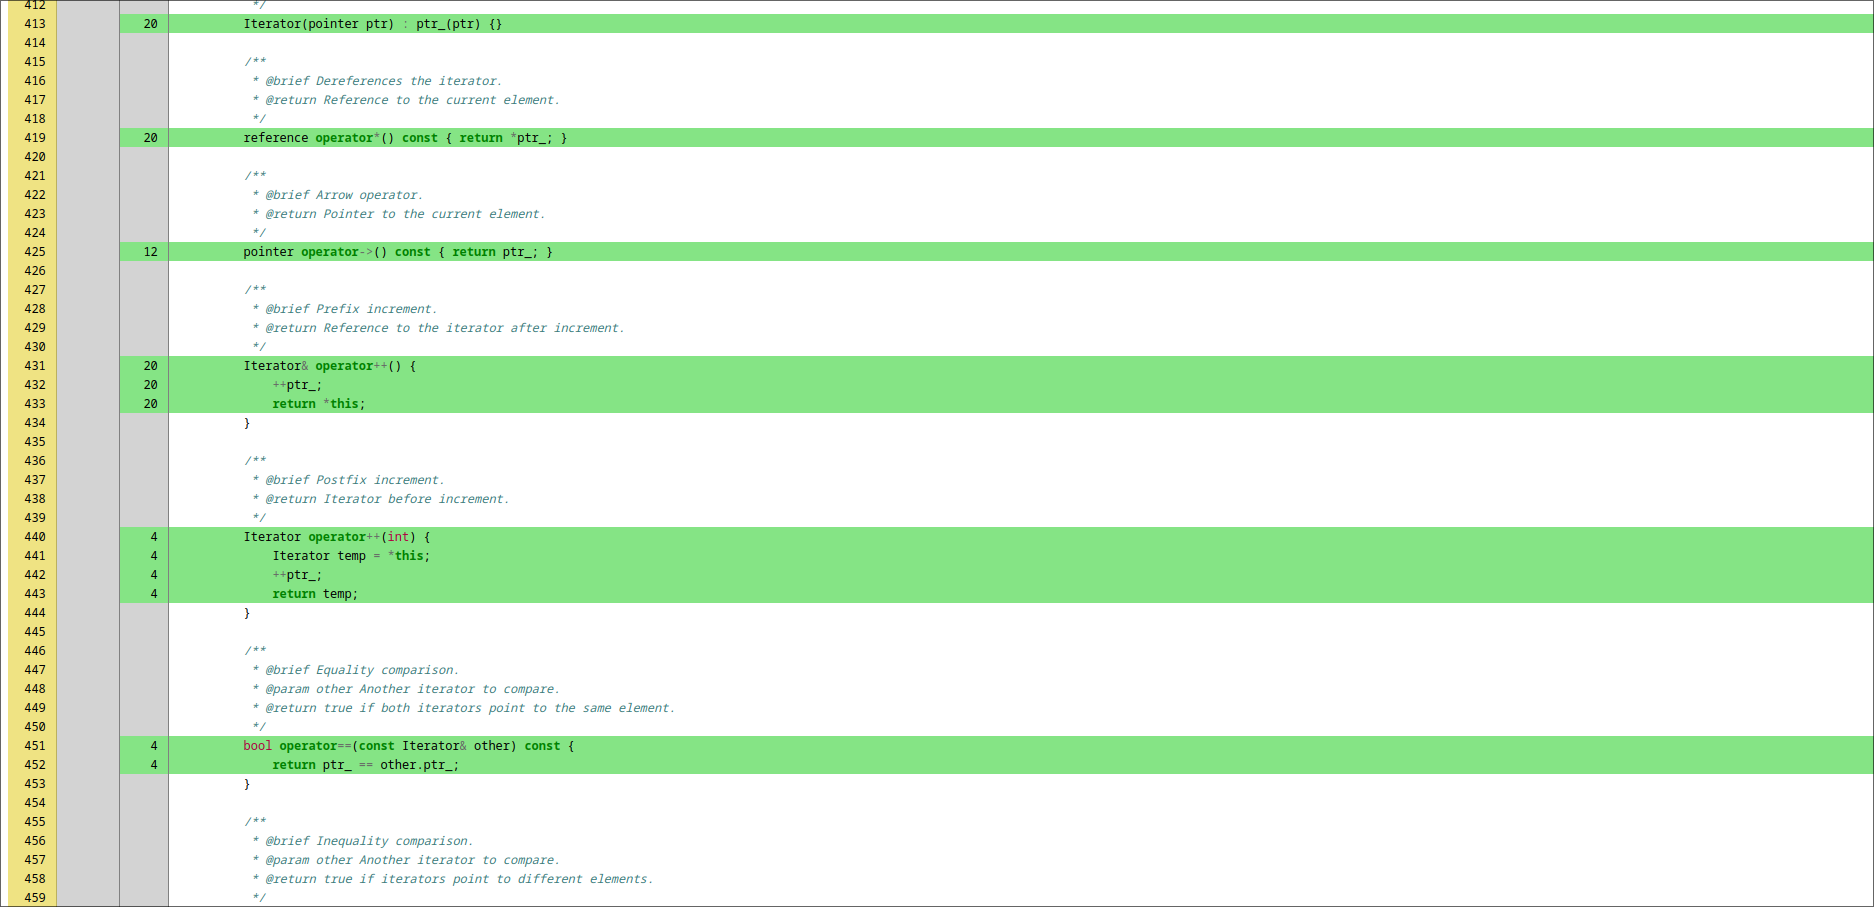 412 */
413 20 Iterator(pointer ptr) : ptr_(ptr) {}
414
415 /**
416 * @brief Dereferences the iterator.
417 * @return Reference to the current element.
418 */
419 20 reference operator*() const { return *ptr_; }
420
421 /**
422 * @brief Arrow operator.
423 * @return Pointer to the current element.
424 */
425 12 pointer operator->() const { return ptr_; }
426
427 /**
428 * @brief Prefix increment.
429 * @return Reference to the iterator after increment.
430 */
431 20 Iterator& operator++() {
432 20 ++ptr_;
433 20 return *this;
434 }
435
436 /**
437 * @brief Postfix increment.
438 * @return Iterator before increment.
439 */
440 4 Iterator operator++(int) {
441 4 Iterator temp = *this;
442 4 ++ptr_;
443 4 return temp;
444 }
445
446 /**
447 * @brief Equality comparison.
448 * @param other Another iterator to compare.
449 * @return true if both iterators point to the same element.
450 */
451 4 bool operator==(const Iterator& other) const {
452 4 return ptr_ == other.ptr_;
453 }
454
455 /**
456 * @brief Inequality comparison.
457 * @param other Another iterator to compare.
458 * @return true if iterators point to different elements.
459 */